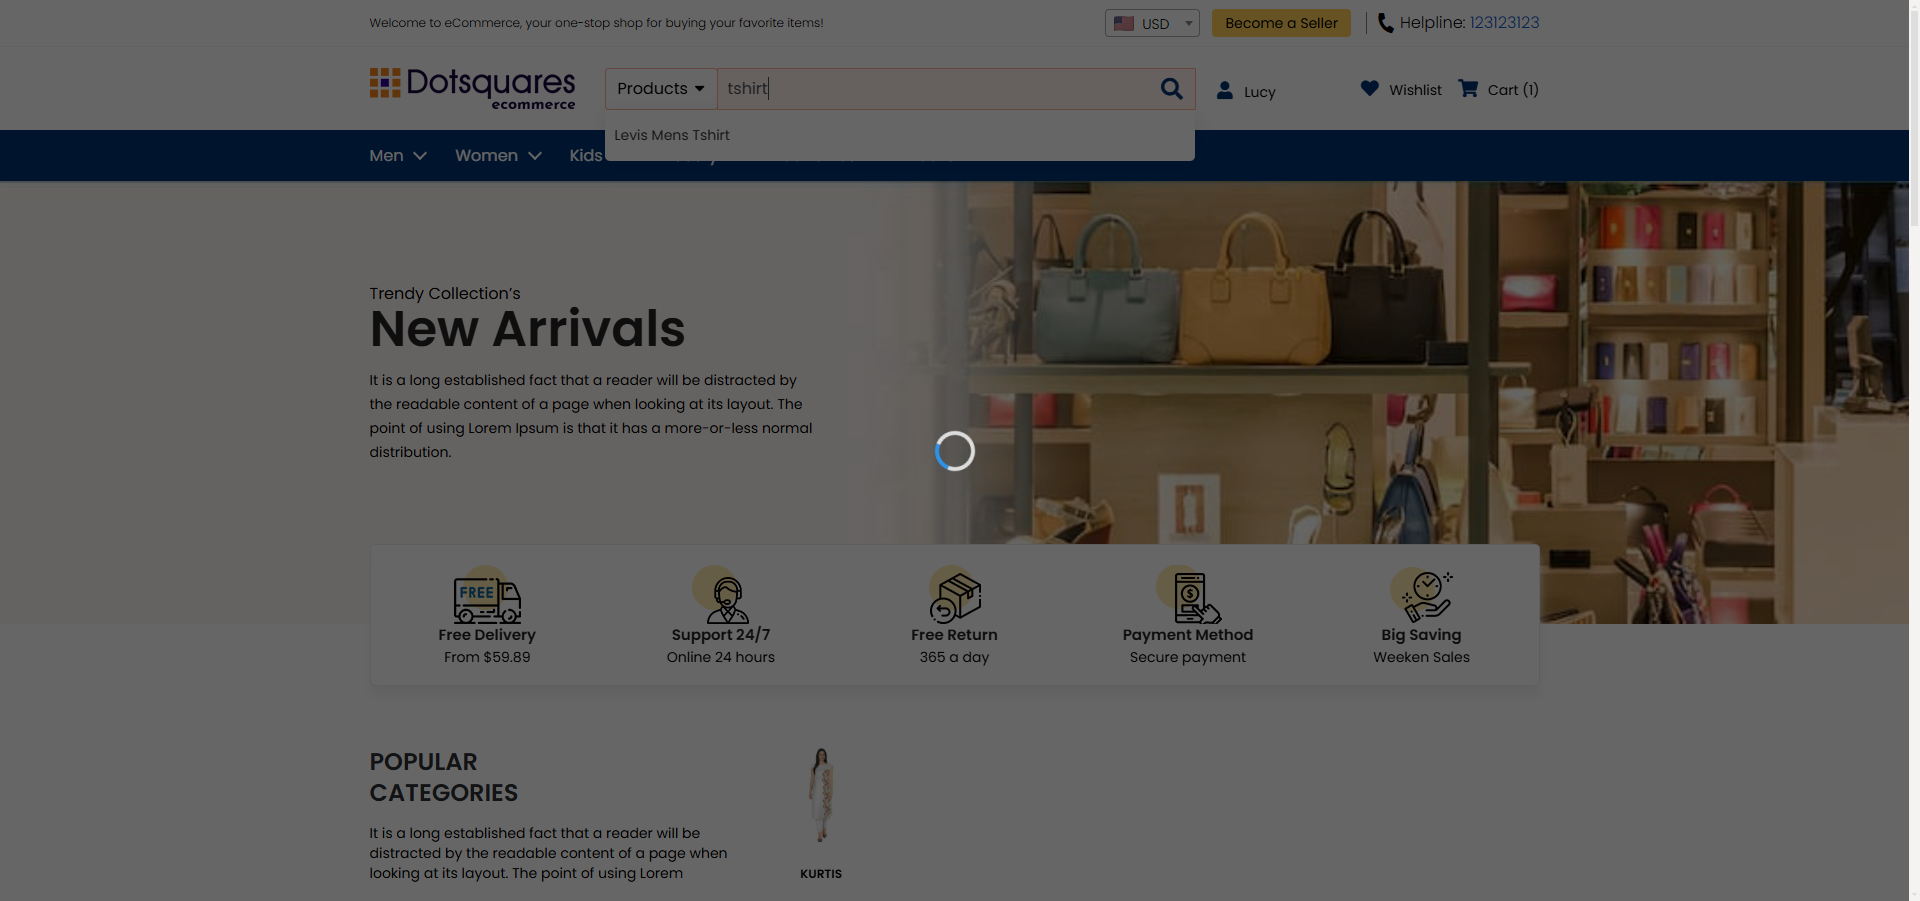 Welcome to eCommerce, your one-stop shop for buying your favorite items!
USD
Become a Seller
Helpline: 123123123
Dotsquares
ecommerce
Products
tshirt
Lucy
Wishlist
Cart (1)
Levis Mens Tshirt
Men
Women
Kids
Trendy Collection's
New Arrivals
It is a long established fact that a reader will be distracted by
the readable content of a page when looking at its layout. The
point of using Lorem Ipsum is that it has a more-or-less normal
distribution.
FREE
Free Delivery
From $59.89
Support 24/7
Online 24 hours
Free Return
365 a day
Payment Method
Secure payment
Big Saving
Weeken Sales
POPULAR
CATEGORIES
It is a long established fact that a reader will be
distracted by the readable content of a page when
looking at its layout. The point of using Lorem
KURTIS